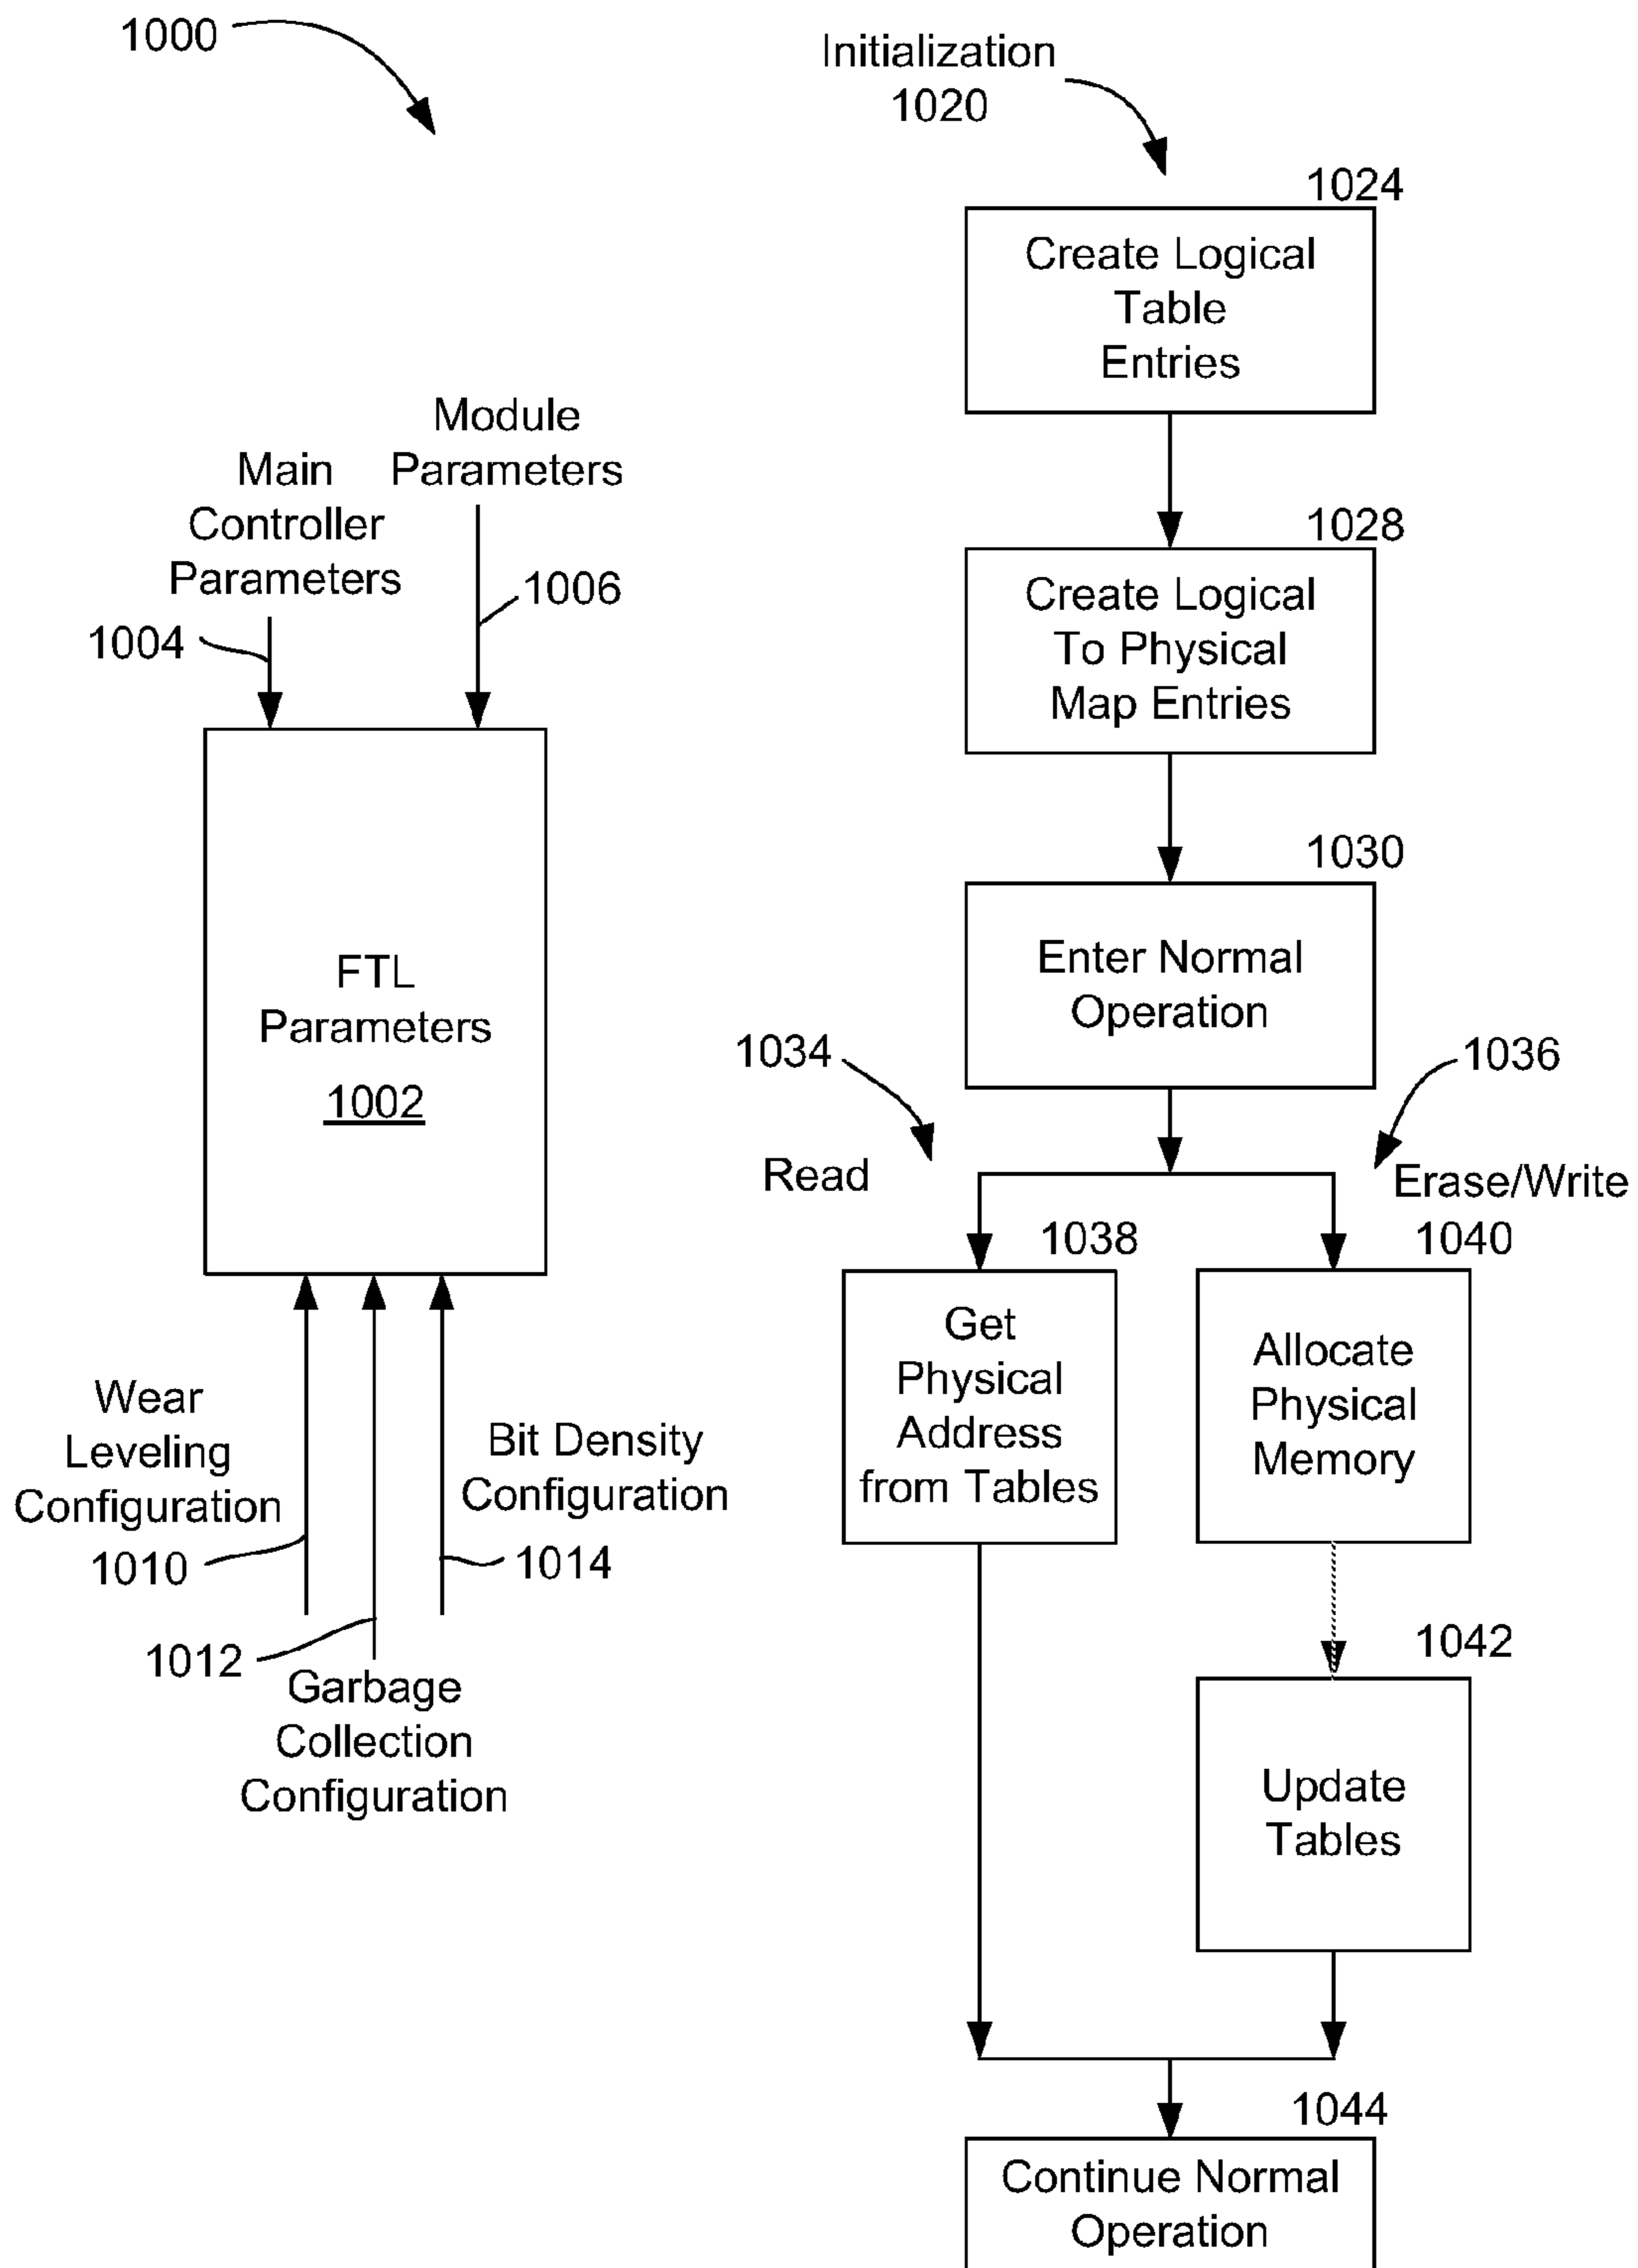 1000
Initialization
1020
1024
Create Logical
Table
Entries
Module
Parameters
Main
Controller
Parameters
1004
1006
1028
Create Logical
To Physical
Map Entries
FTL
Parameters
1002
1030
Enter Normal
Operation
1034
1036
Read
Erase/Write
1038
1040
Get
Physical
Address
from Tables
Allocate
Physical
Memory
Wear
Leveling
Configuration
1010
Bit Density
Configuration
1014
1012
Garbage
Collection
Configuration
1042
Update
Tables
1044
Continue Normal
Operation